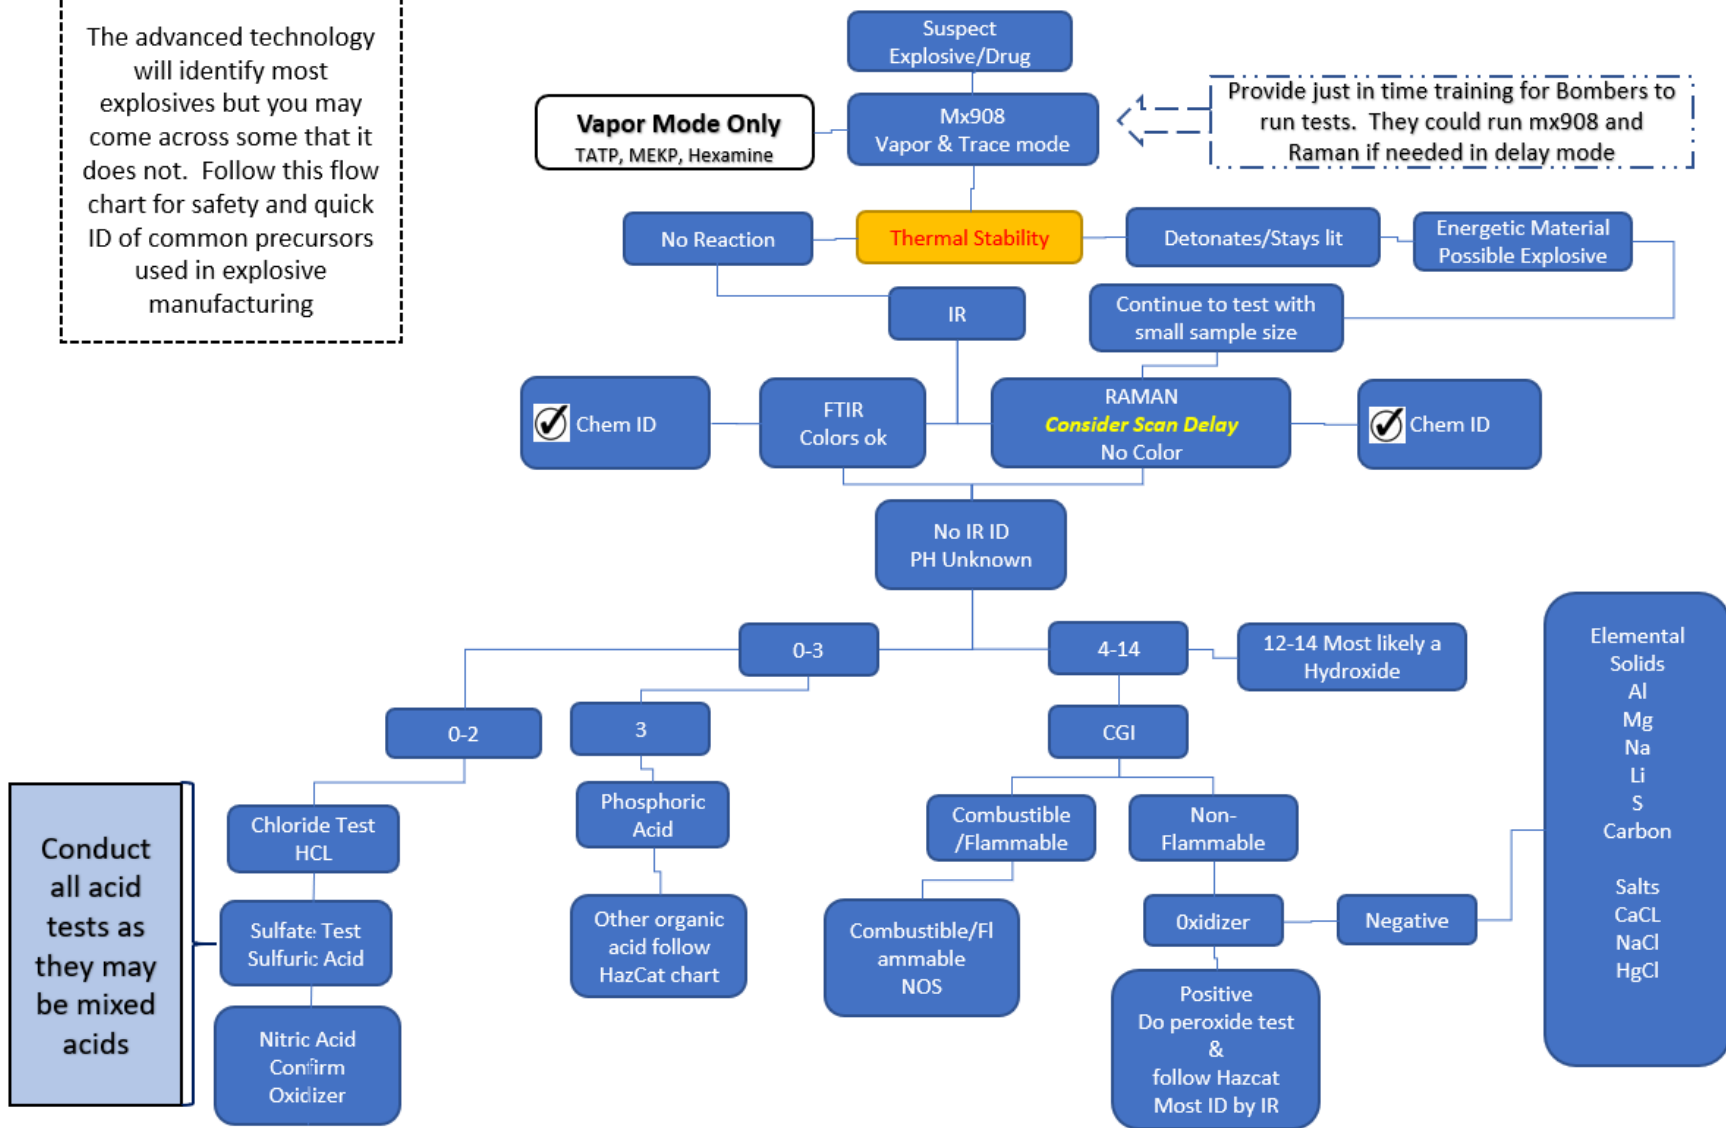 The advanced technology
will identify most
explosives but you may
come across some that it
does not. Follow this flow
chart for safety and quick
ID of common precursors
used in explosive
manufacturing
Suspect
Explosive/Drug
Vapor Mode Only
TATP, MEKP, Hexamine
Mx908
Vapor & Trace mode
Provide just in time training for Bombers to
run tests. They could run mx908 and
Raman if needed in delay mode
No Reaction
Thermal Stability
Detonates/Stays lit
Energetic Material
Possible Explosive
IR
Continue to test with
small sample size
Chem ID
FTIR
Colors ok
RAMAN
Consider Scan Delay
No Color
Chem ID
No IR ID
PH Unknown
0-3
4-14
12-14 Most likely a
Hydroxide
0-2
3
CGI
Conduct
all acid
tests as
they may
be mixed
acids
Chloride Test
HCL
Sulfate Test
Sulfuric Acid
Nitric Acid
Confirm
Oxidizer
Phosphoric
Acid
Other organic
acid follow
HazCat chart
Combustible
/Flammable
Combustible/Fl
ammable
NOS
Non-
Flammable
0xidizer
Negative
Positive
Do peroxide test
&
follow Hazcat
Most ID by IR
Elemental
Solids
Al
Mg
Na
Li
S
Carbon
Salts
CaCL
NaCl
HgCl